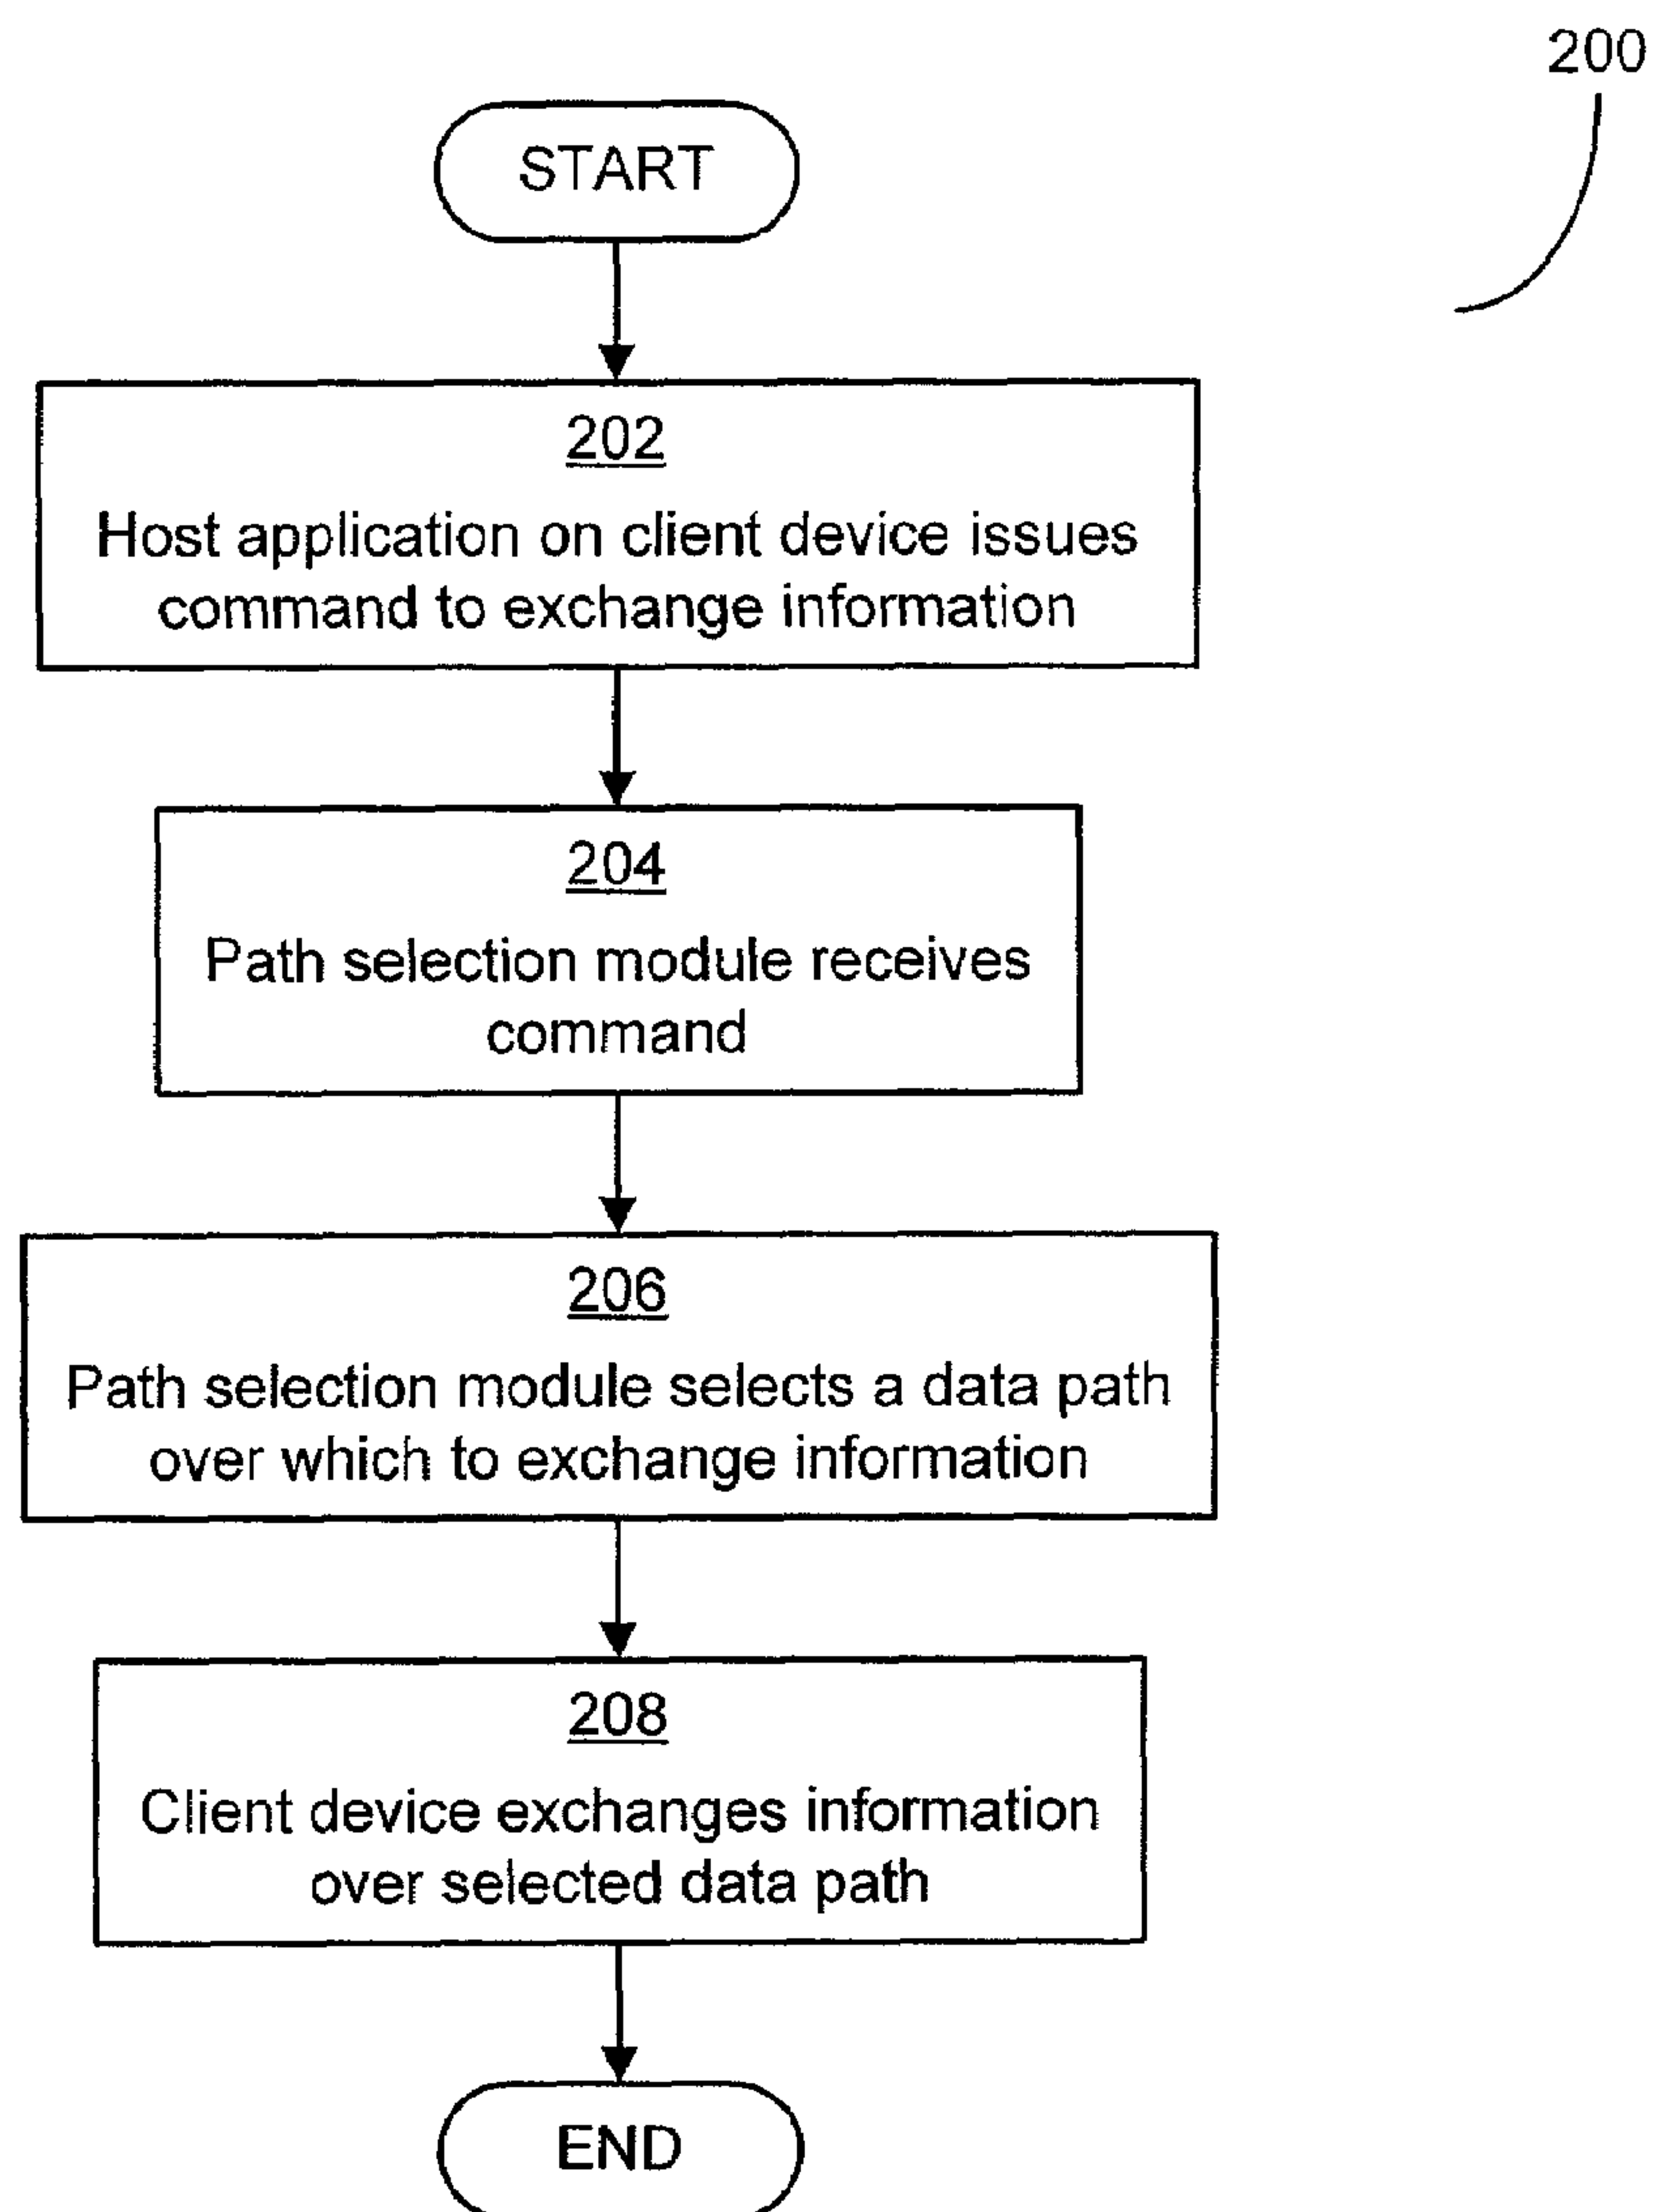 200
START
202
Host application on client device issues
command to exchange information
204
Path selection module receives
command
206
Path selection module selects a data path
over which to exchange information
208
Client device exchanges information
over selected data path
END